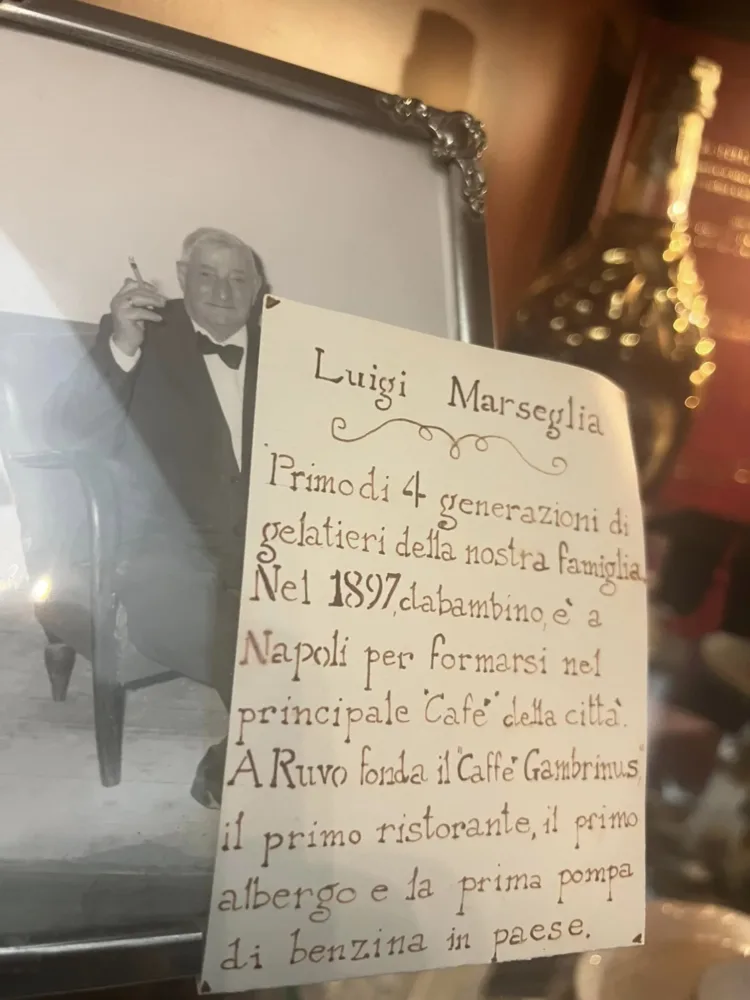 Luigi Marseglia
Primo di 4 generazioni di
gelatieri della nostra famiglia.
Nel 1897, da bambino, è a
Napoli per formarsi nel
principale "Cafè" della città.
A Ruvo fonda il "Caffè Gambrinus",
il primo ristorante, il primo
albergo e la prima pompa
di benzina in paese.